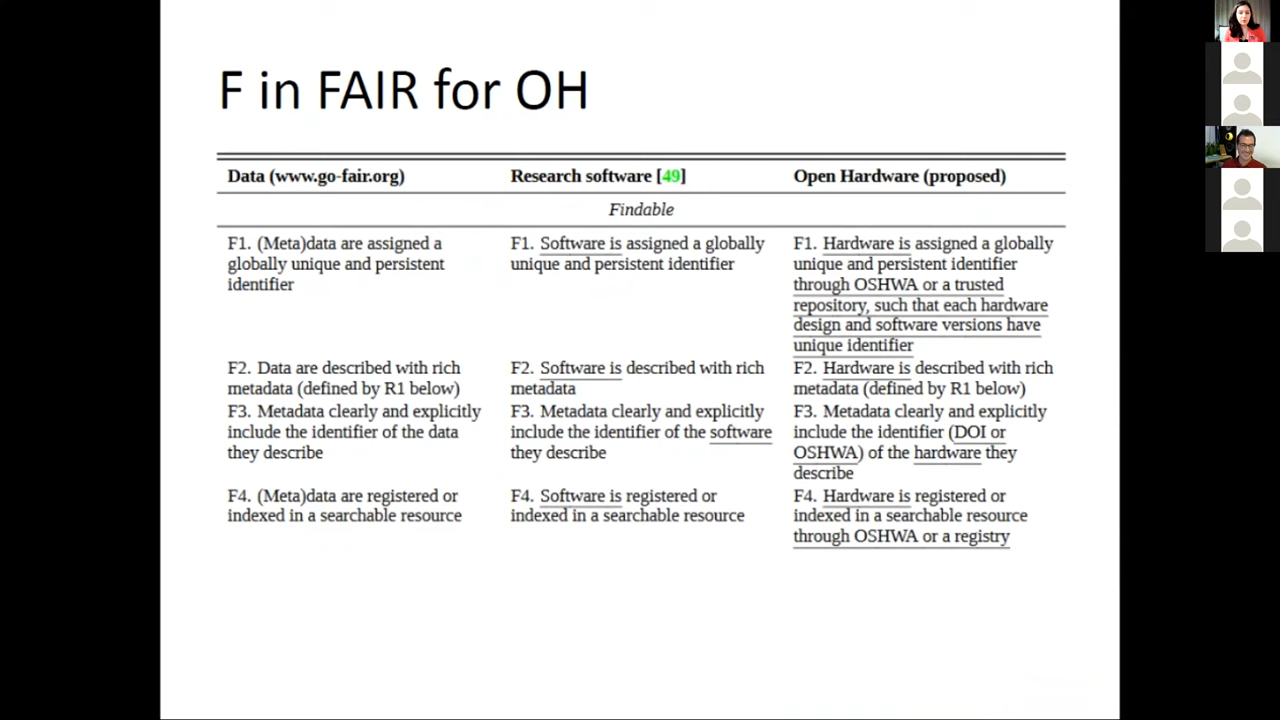 F in FAIR for OH
Data (www.go-fair.org)
Research software [49]
Open Hardware (proposed)
Findable
F1. (Meta)data are assigned a
globally unique and persistent
identifier
F1. Software is assigned a globally
unique and persistent identifier
F1. Hardware is assigned a globally
unique and persistent identifier
through OSHWA or a trusted
repository, such that each hardware
design and software versions have
unique identifier
F2. Data are described with rich
metadata (defined by R1 below)
F2. Software is described with rich
metadata
F2. Hardware is described with rich
metadata (defined by R1 below)
F3. Metadata clearly and explicitly
include the identifier of the data
they describe
F3. Metadata clearly and explicitly
include the identifier of the software
they describe
F3. Metadata clearly and explicitly
include the identifier (DOI or
OSHWA) of the hardware they
describe
F4. (Meta)data are registered or
indexed in a searchable resource
F4. Software is registered or
indexed in a searchable resource
F4. Hardware is registered or
indexed in a searchable resource
through OSHWA or a registry